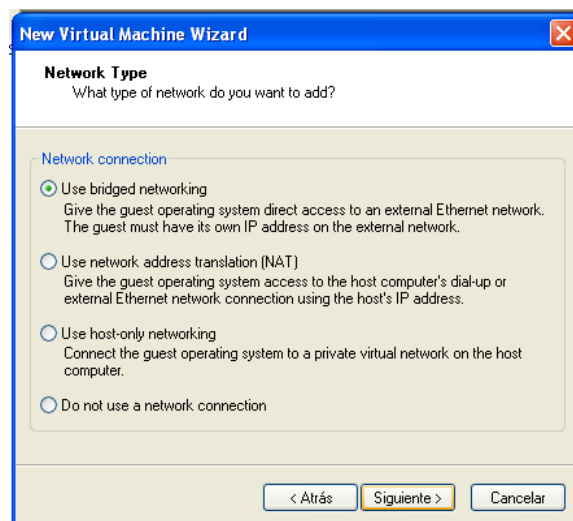 New Virtual Machine Wizard
Network Type
What type of network do you want to add?
Network connection
Use bridged networking
Give the guest operating system direct access to an external Ethernet network.
The guest must have its own IP address on the external network.
Use network address translation (NAT)
Give the guest operating system access to the host computer's dial-up or
external Ethernet network connection using the host's IP address.
Use host-only networking
Connect the guest operating system to a private virtual network on the host
computer.
Do not use a network connection
< Atrás Siguiente > Cancelar